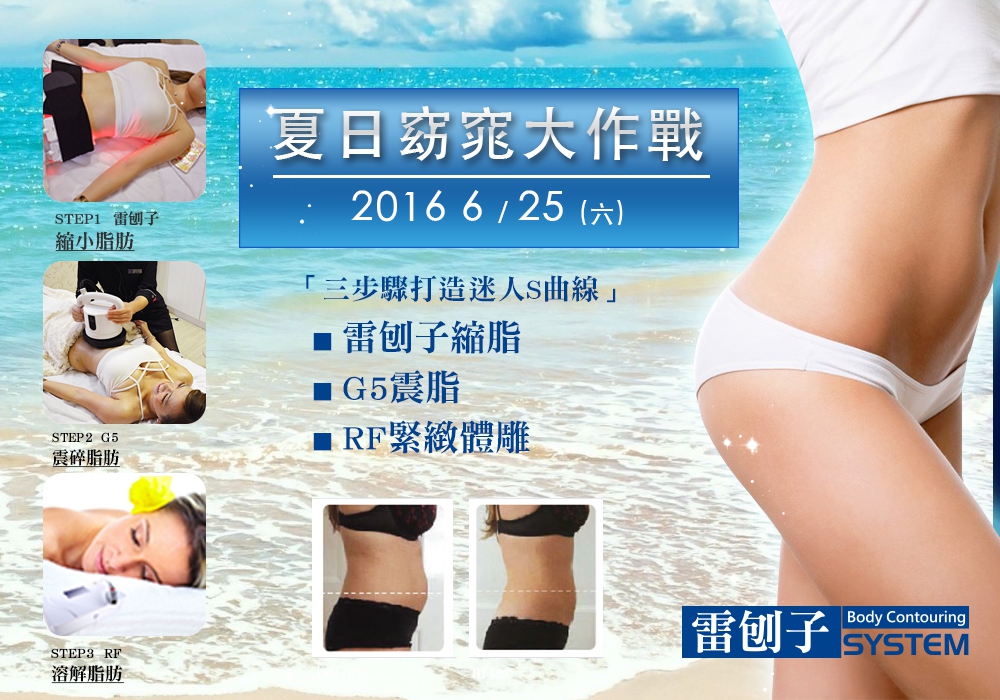 夏日窈窕大作戰
2016 6 / 25 (六)
STEP1 雷刨子
縮小脂肪
「三步驟打造迷人S曲線」
■ 雷刨子縮脂
■ G5震脂
■ RF緊緻體雕
STEP2 G5
震碎脂肪
STEP3 RF
溶解脂肪
雷刨子
Body Contouring
SYSTEM